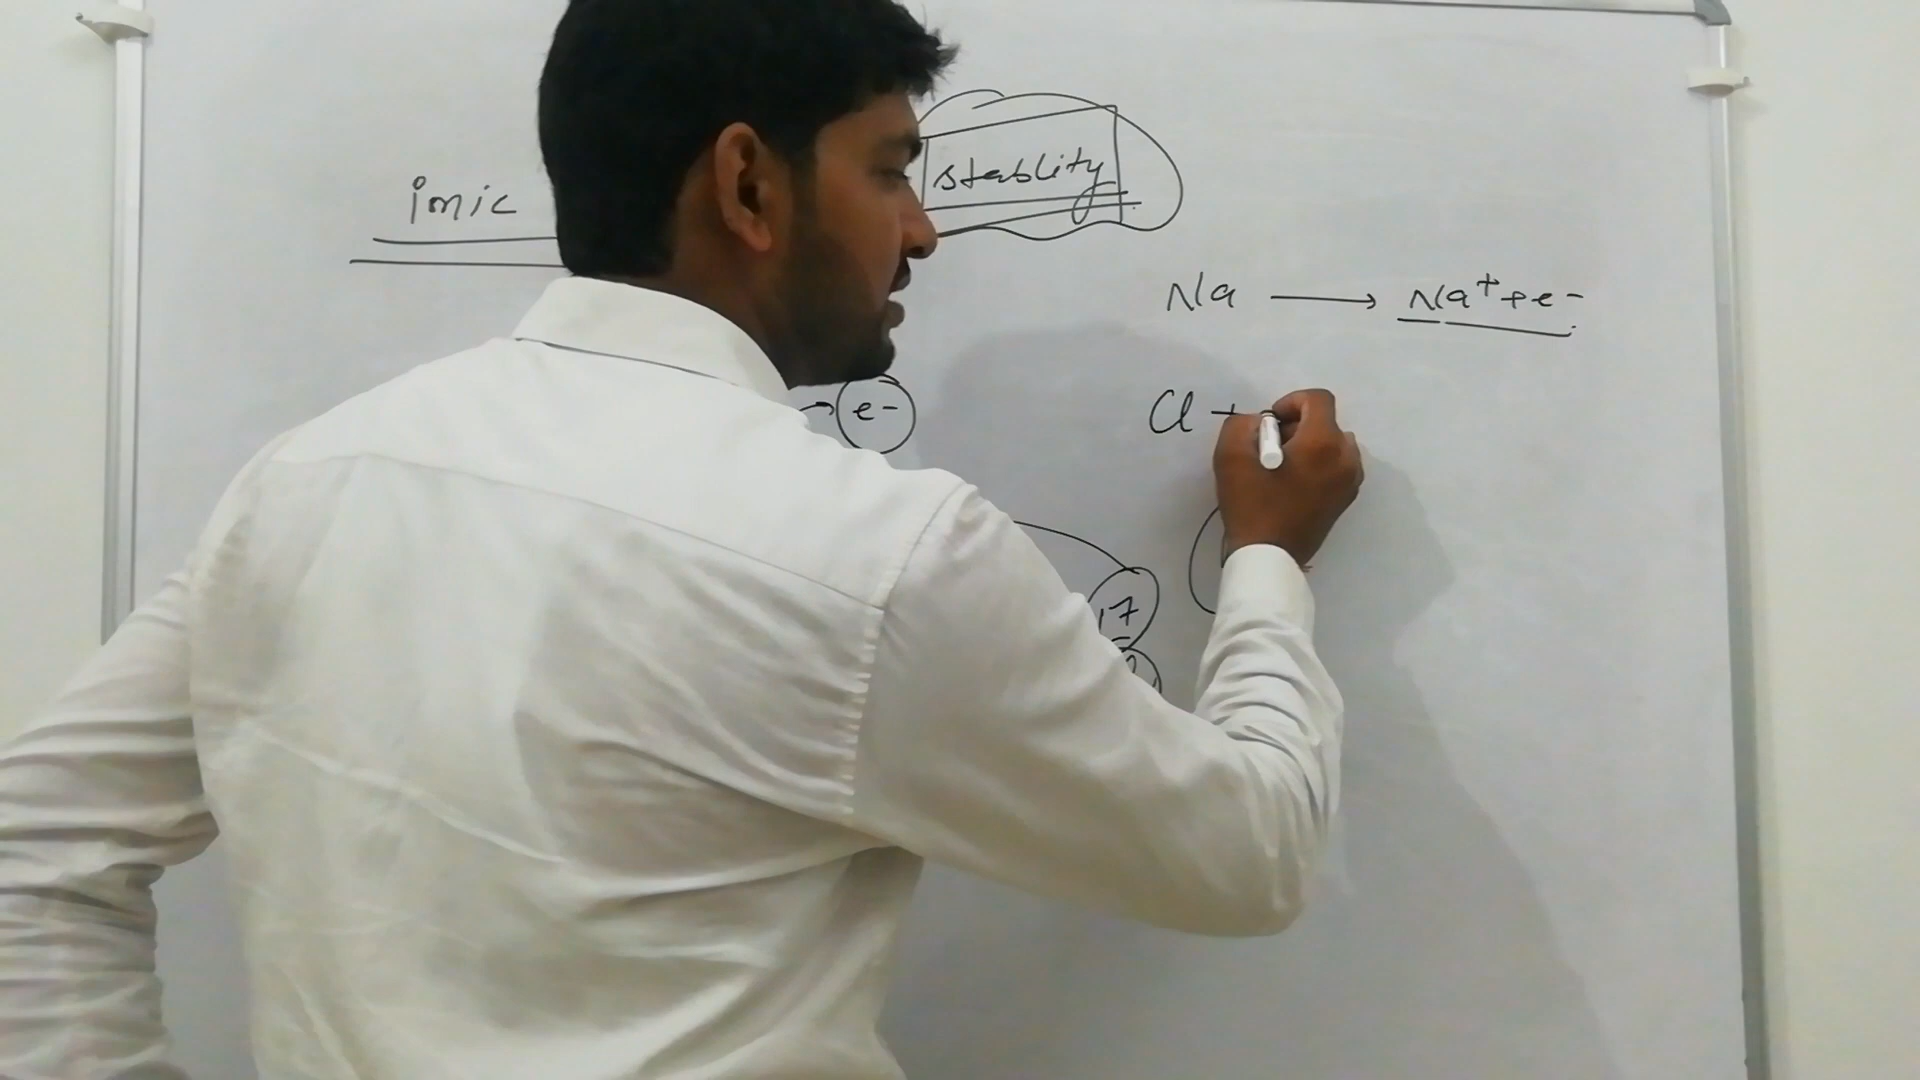 imic
stablity
Na ⟶ Na⁺+e⁻
Cl +
e⁻
17